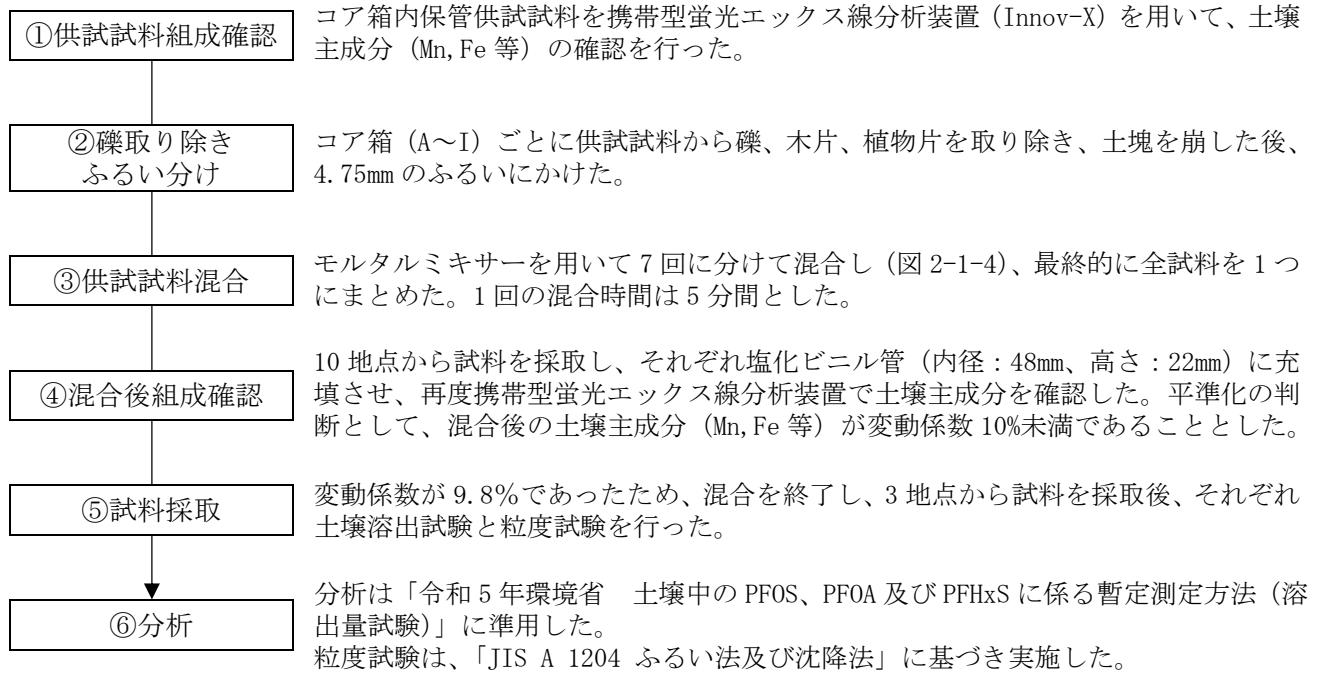 ①供試試料組成確認
コア箱内保管供試試料を携帯型蛍光エックス線分析装置（Innov-X）を用いて、土壌
主成分（Mn,Fe 等）の確認を行った。
②礫取り除き
ふるい分け
コア箱（A～I）ごとに供試試料から礫、木片、植物片を取り除き、土塊を崩した後、
4.75mm のふるいにかけた。
③供試試料混合
モルタルミキサーを用いて 7 回に分けて混合し（図 2-1-4）、最終的に全試料を 1 つ
にまとめた。1 回の混合時間は 5 分間とした。
④混合後組成確認
10 地点から試料を採取し、それぞれ塩化ビニル管（内径：48mm、高さ：22mm）に充
填させ、再度携帯型蛍光エックス線分析装置で土壌主成分を確認した。平準化の判
断として、混合後の土壌主成分（Mn,Fe 等）が変動係数 10%未満であることとした。
⑤試料採取
変動係数が 9.8％であったため、混合を終了し、3 地点から試料を採取後、それぞれ
土壌溶出試験と粒度試験を行った。
⑥分析
分析は「令和 5 年環境省　土壌中の PFOS、PFOA 及び PFHxS に係る暫定測定方法（溶
出量試験）」に準用した。
粒度試験は、「JIS A 1204 ふるい法及び沈降法」に基づき実施した。